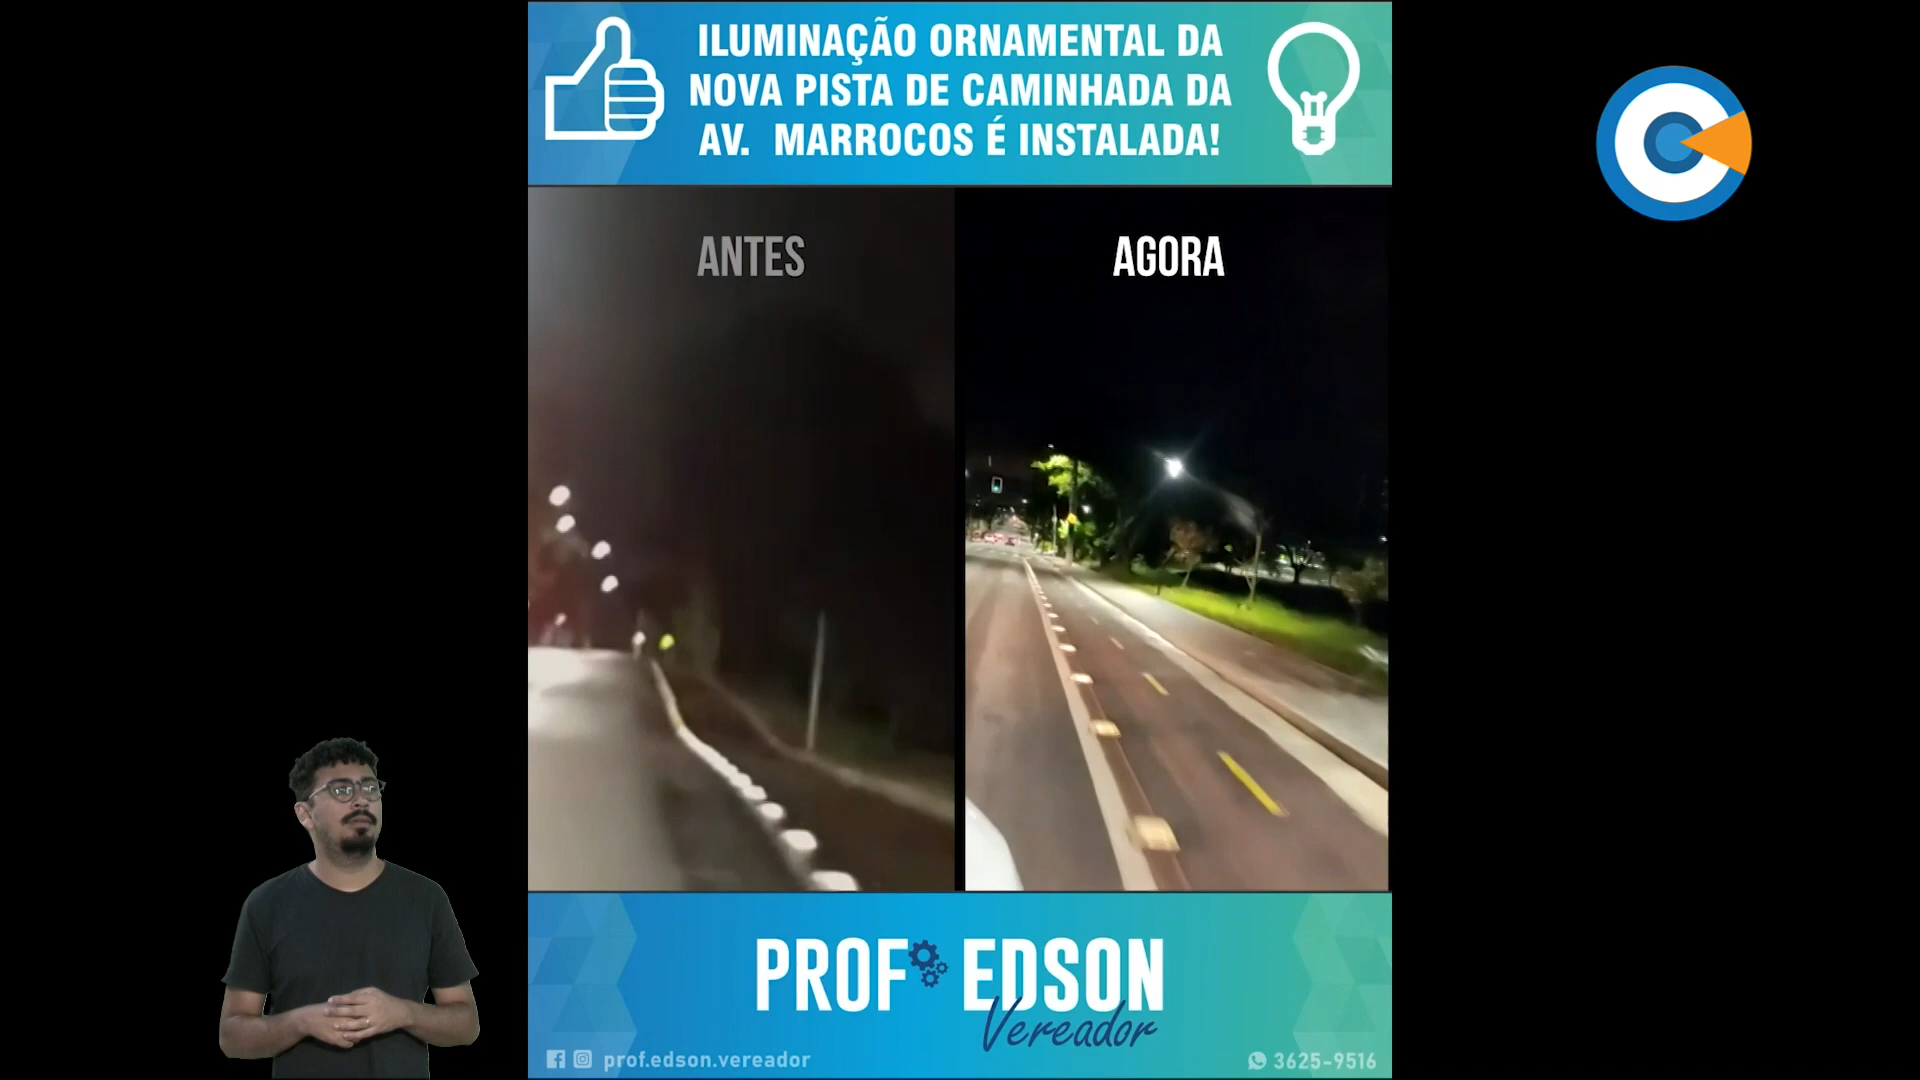 ILUMINAÇÃO ORNAMENTAL DA
NOVA PISTA DE CAMINHADA DA
AV. MARROCOS É INSTALADA!
ANTES
AGORA
PROF EDSON
Vereador
prof.edson.vereador
3625-9516